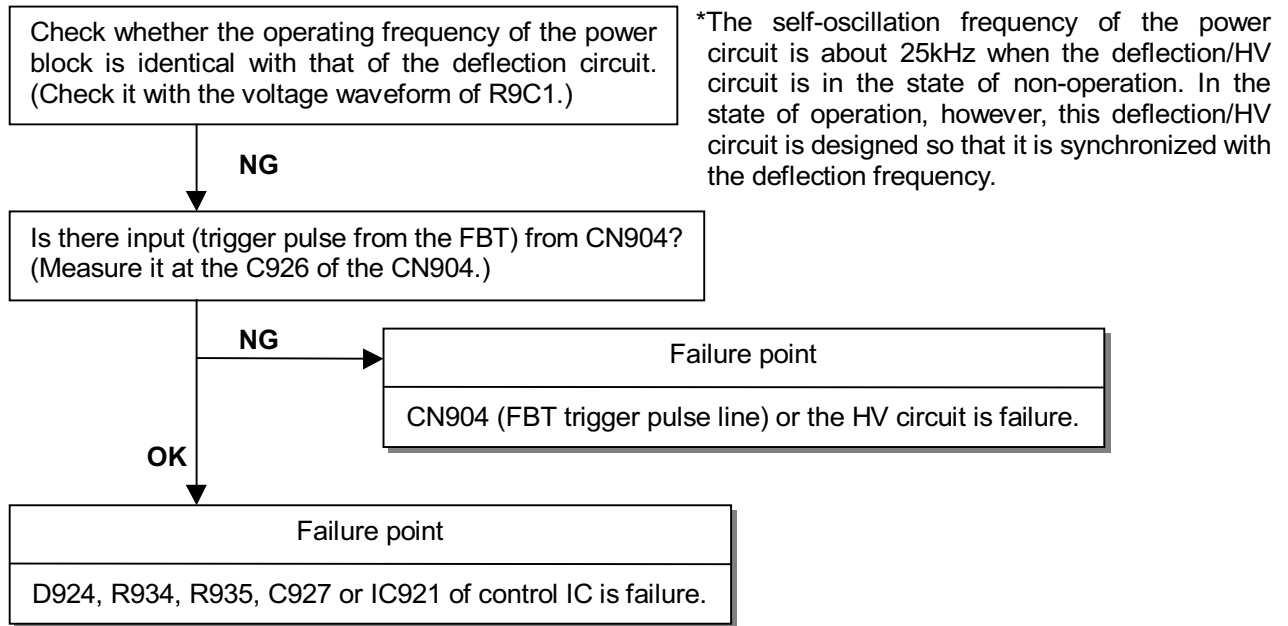 Check whether the operating frequency of the power
block is identical with that of the deflection circuit.
(Check it with the voltage waveform of R9C1.)
*The self-oscillation frequency of the power
circuit is about 25kHz when the deflection/HV
circuit is in the state of non-operation. In the
state of operation, however, this deflection/HV
circuit is designed so that it is synchronized with
the deflection frequency.
NG
Is there input (trigger pulse from the FBT) from CN904?
(Measure it at the C926 of the CN904.)
NG
Failure point
CN904 (FBT trigger pulse line) or the HV circuit is failure.
OK
Failure point
D924, R934, R935, C927 or IC921 of control IC is failure.